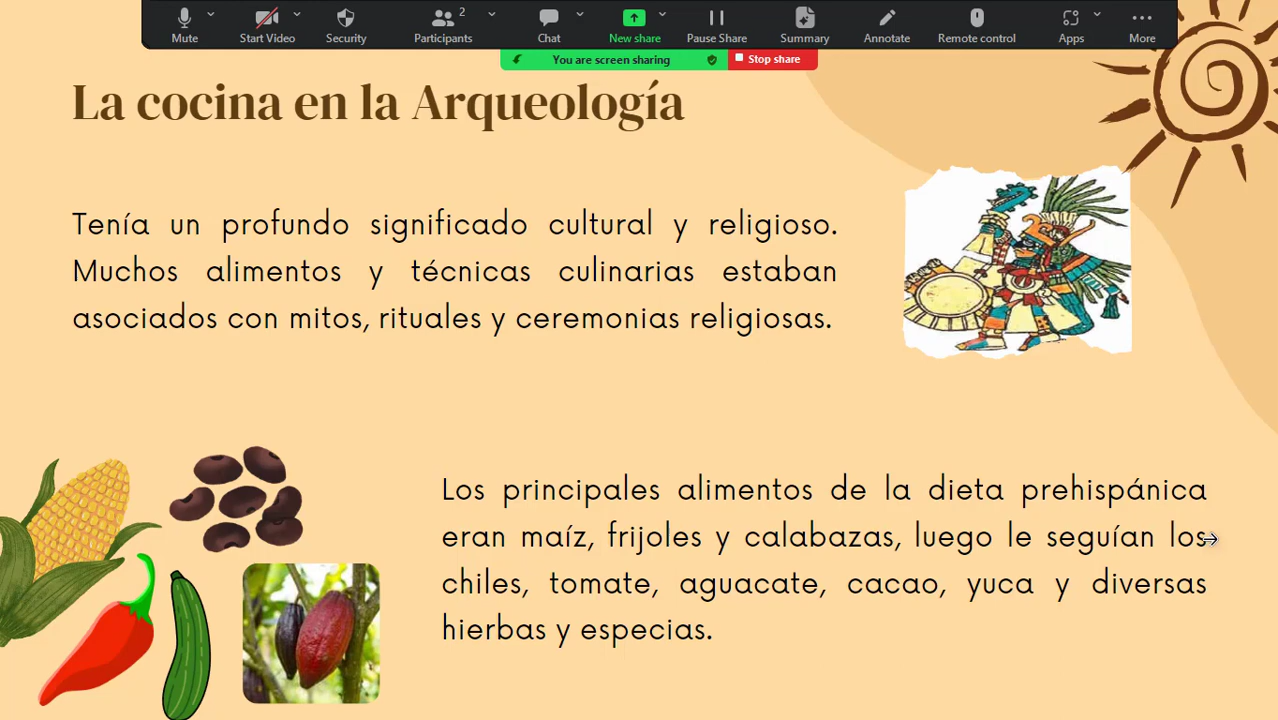 Mute
Start Video
Security
Participants
2
Chat
New share
Pause Share
Summary
Annotate
Remote control
Apps
More
You are screen sharing
Stop share
La cocina en la Arqueología
Tenía un profundo significado cultural y religioso.
Muchos alimentos y técnicas culinarias estaban
asociados con mitos, rituales y ceremonias religiosas.
Los principales alimentos de la dieta prehispánica
eran maíz, frijoles y calabazas, luego le seguían los
chiles, tomate, aguacate, cacao, yuca y diversas
hierbas y especias.